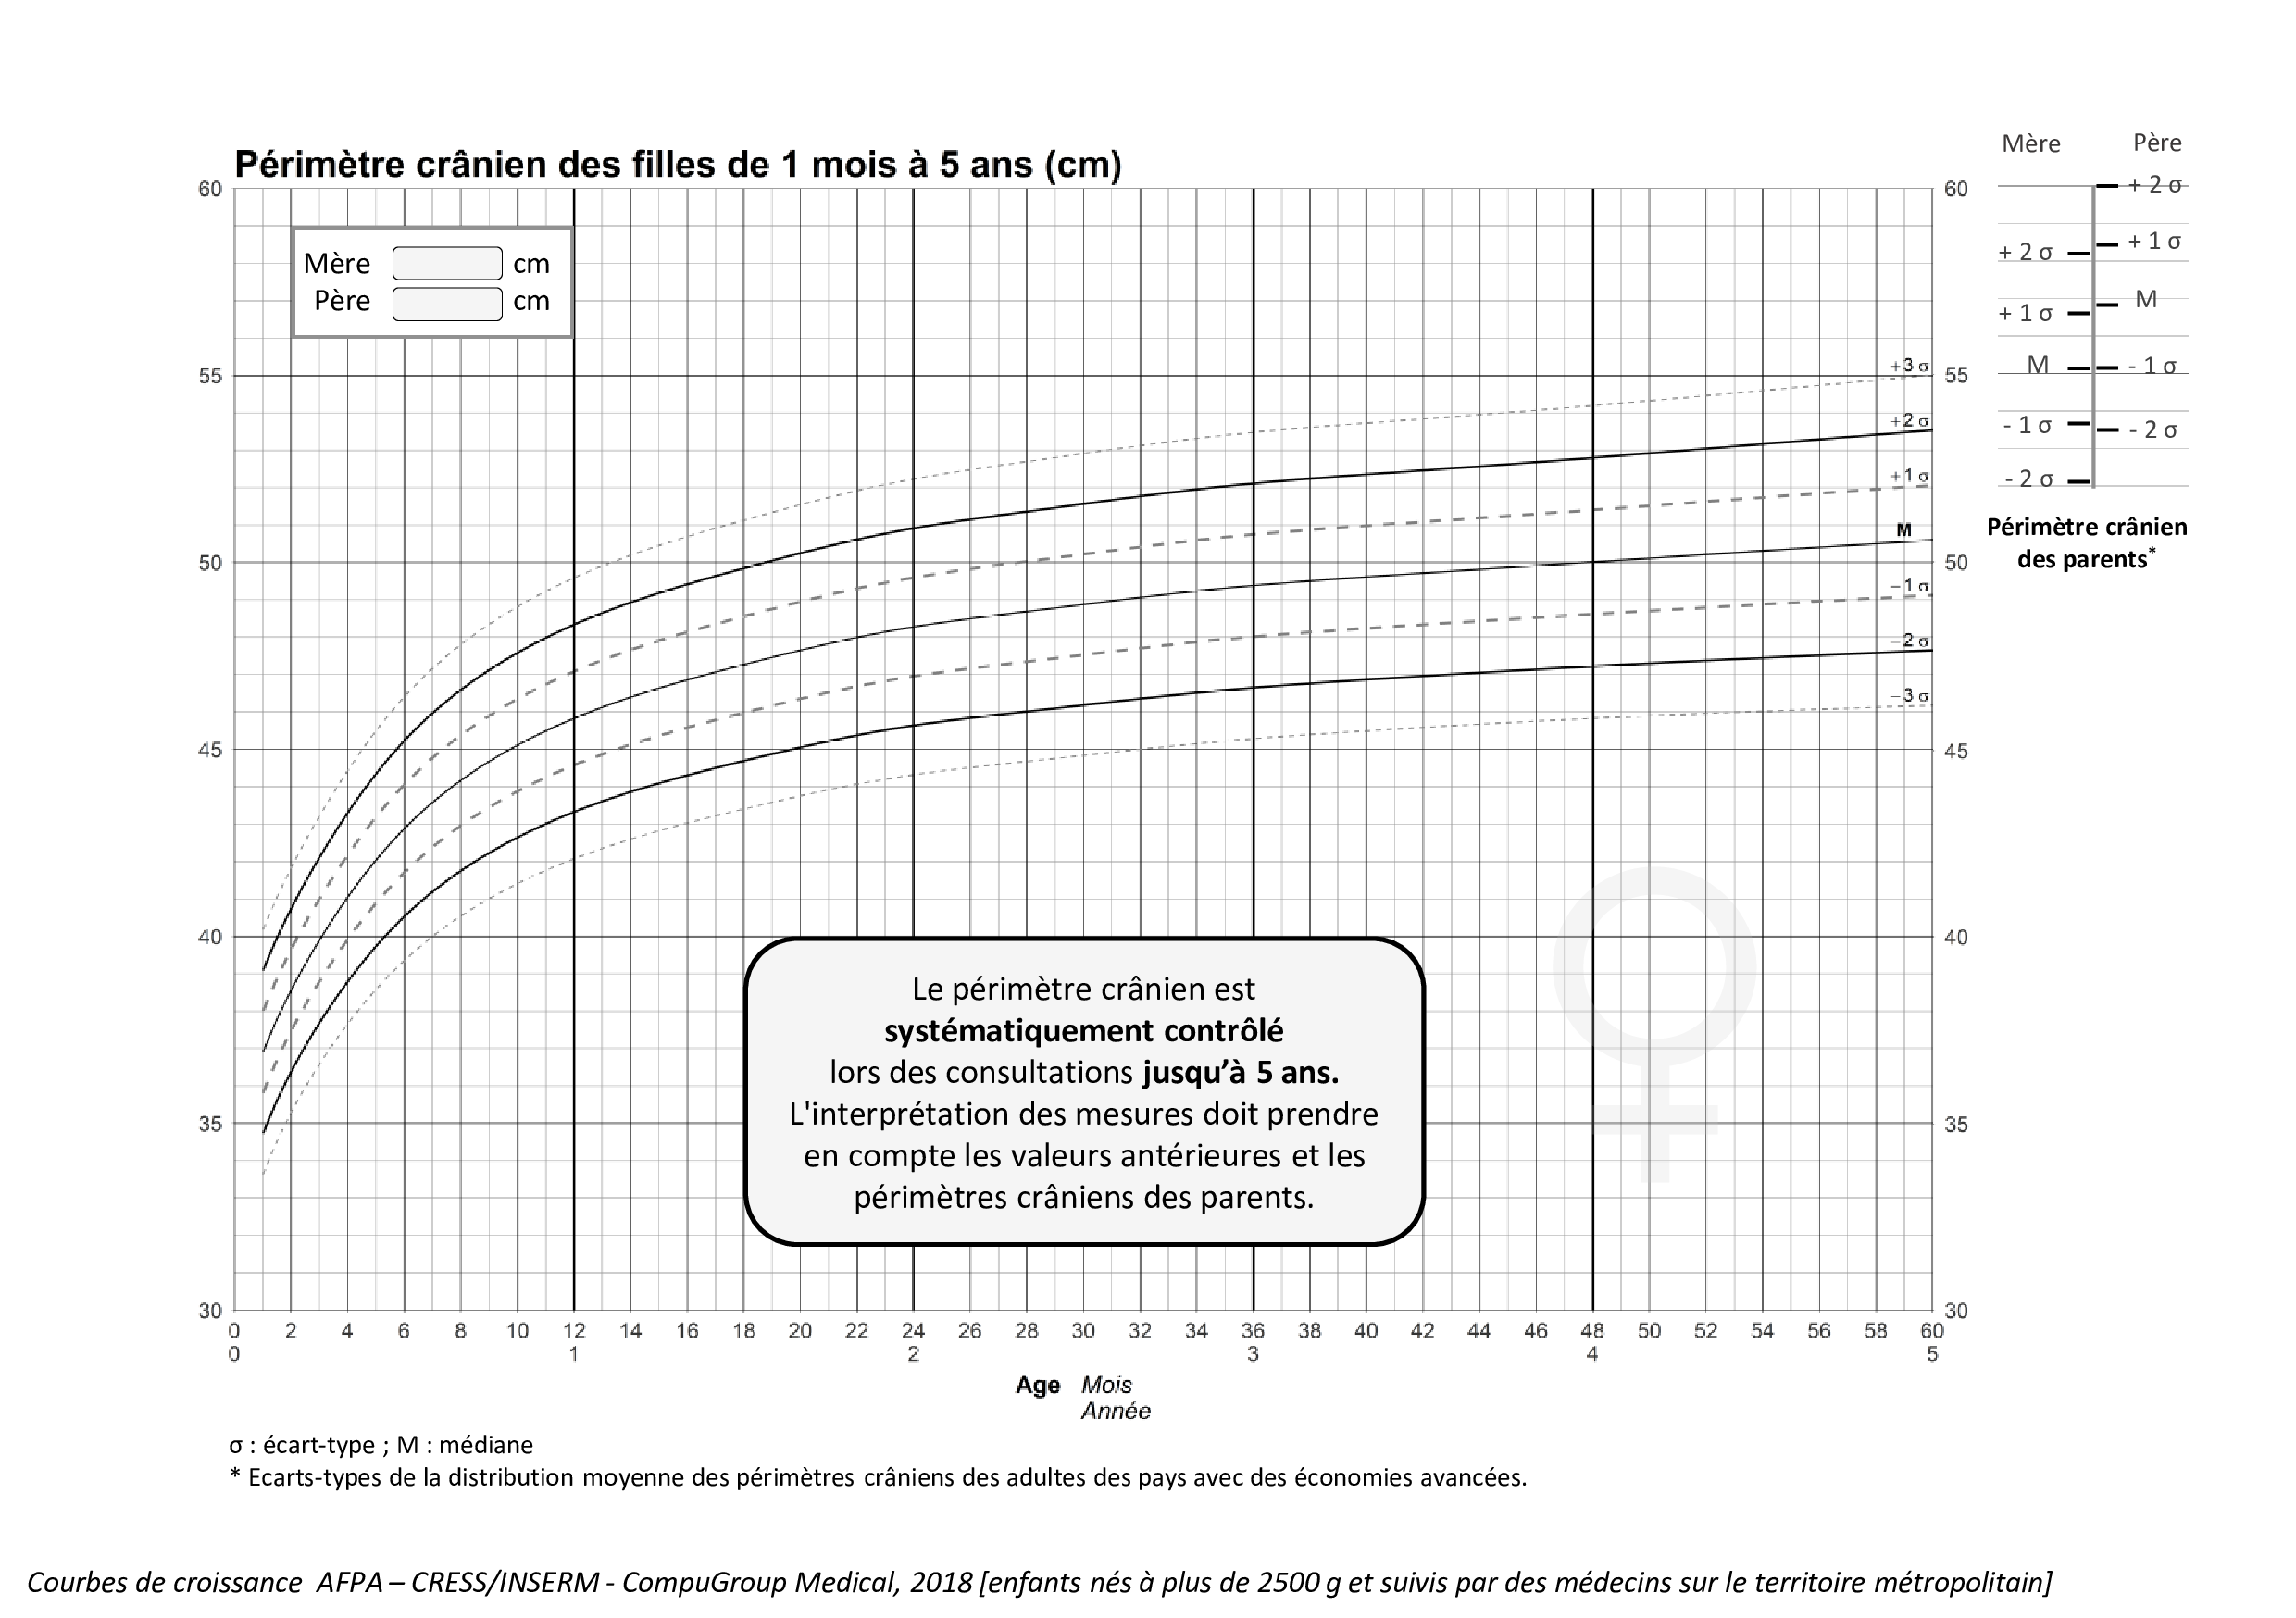 Périmètre crânien des filles de 1 mois à 5 ans (cm)
Mère Père
60 60
+ 2 σ
+ 1 σ
+ 2 σ
M
+ 1 σ
M - 1 σ
- 1 σ - 2 σ
- 2 σ
Périmètre crânien
des parents*
Mère cm
Père cm
55 55
50 50
45 45
40 40
35 35
30 30
+3 σ
+2 σ
+1 σ
M
−1 σ
−2 σ
−3 σ
Le périmètre crânien est
systématiquement contrôlé
lors des consultations jusqu’à 5 ans.
L'interprétation des mesures doit prendre
en compte les valeurs antérieures et les
périmètres crâniens des parents.
0 2 4 6 8 10 12 14 16 18 20 22 24 26 28 30 32 34 36 38 40 42 44 46 48 50 52 54 56 58 60
0 1 2 3 4 5
Age Mois
Année
σ : écart-type ; M : médiane
* Ecarts-types de la distribution moyenne des périmètres crâniens des adultes des pays avec des économies avancées.
Courbes de croissance AFPA – CRESS/INSERM - CompuGroup Medical, 2018 [enfants nés à plus de 2500 g et suivis par des médecins sur le territoire métropolitain]